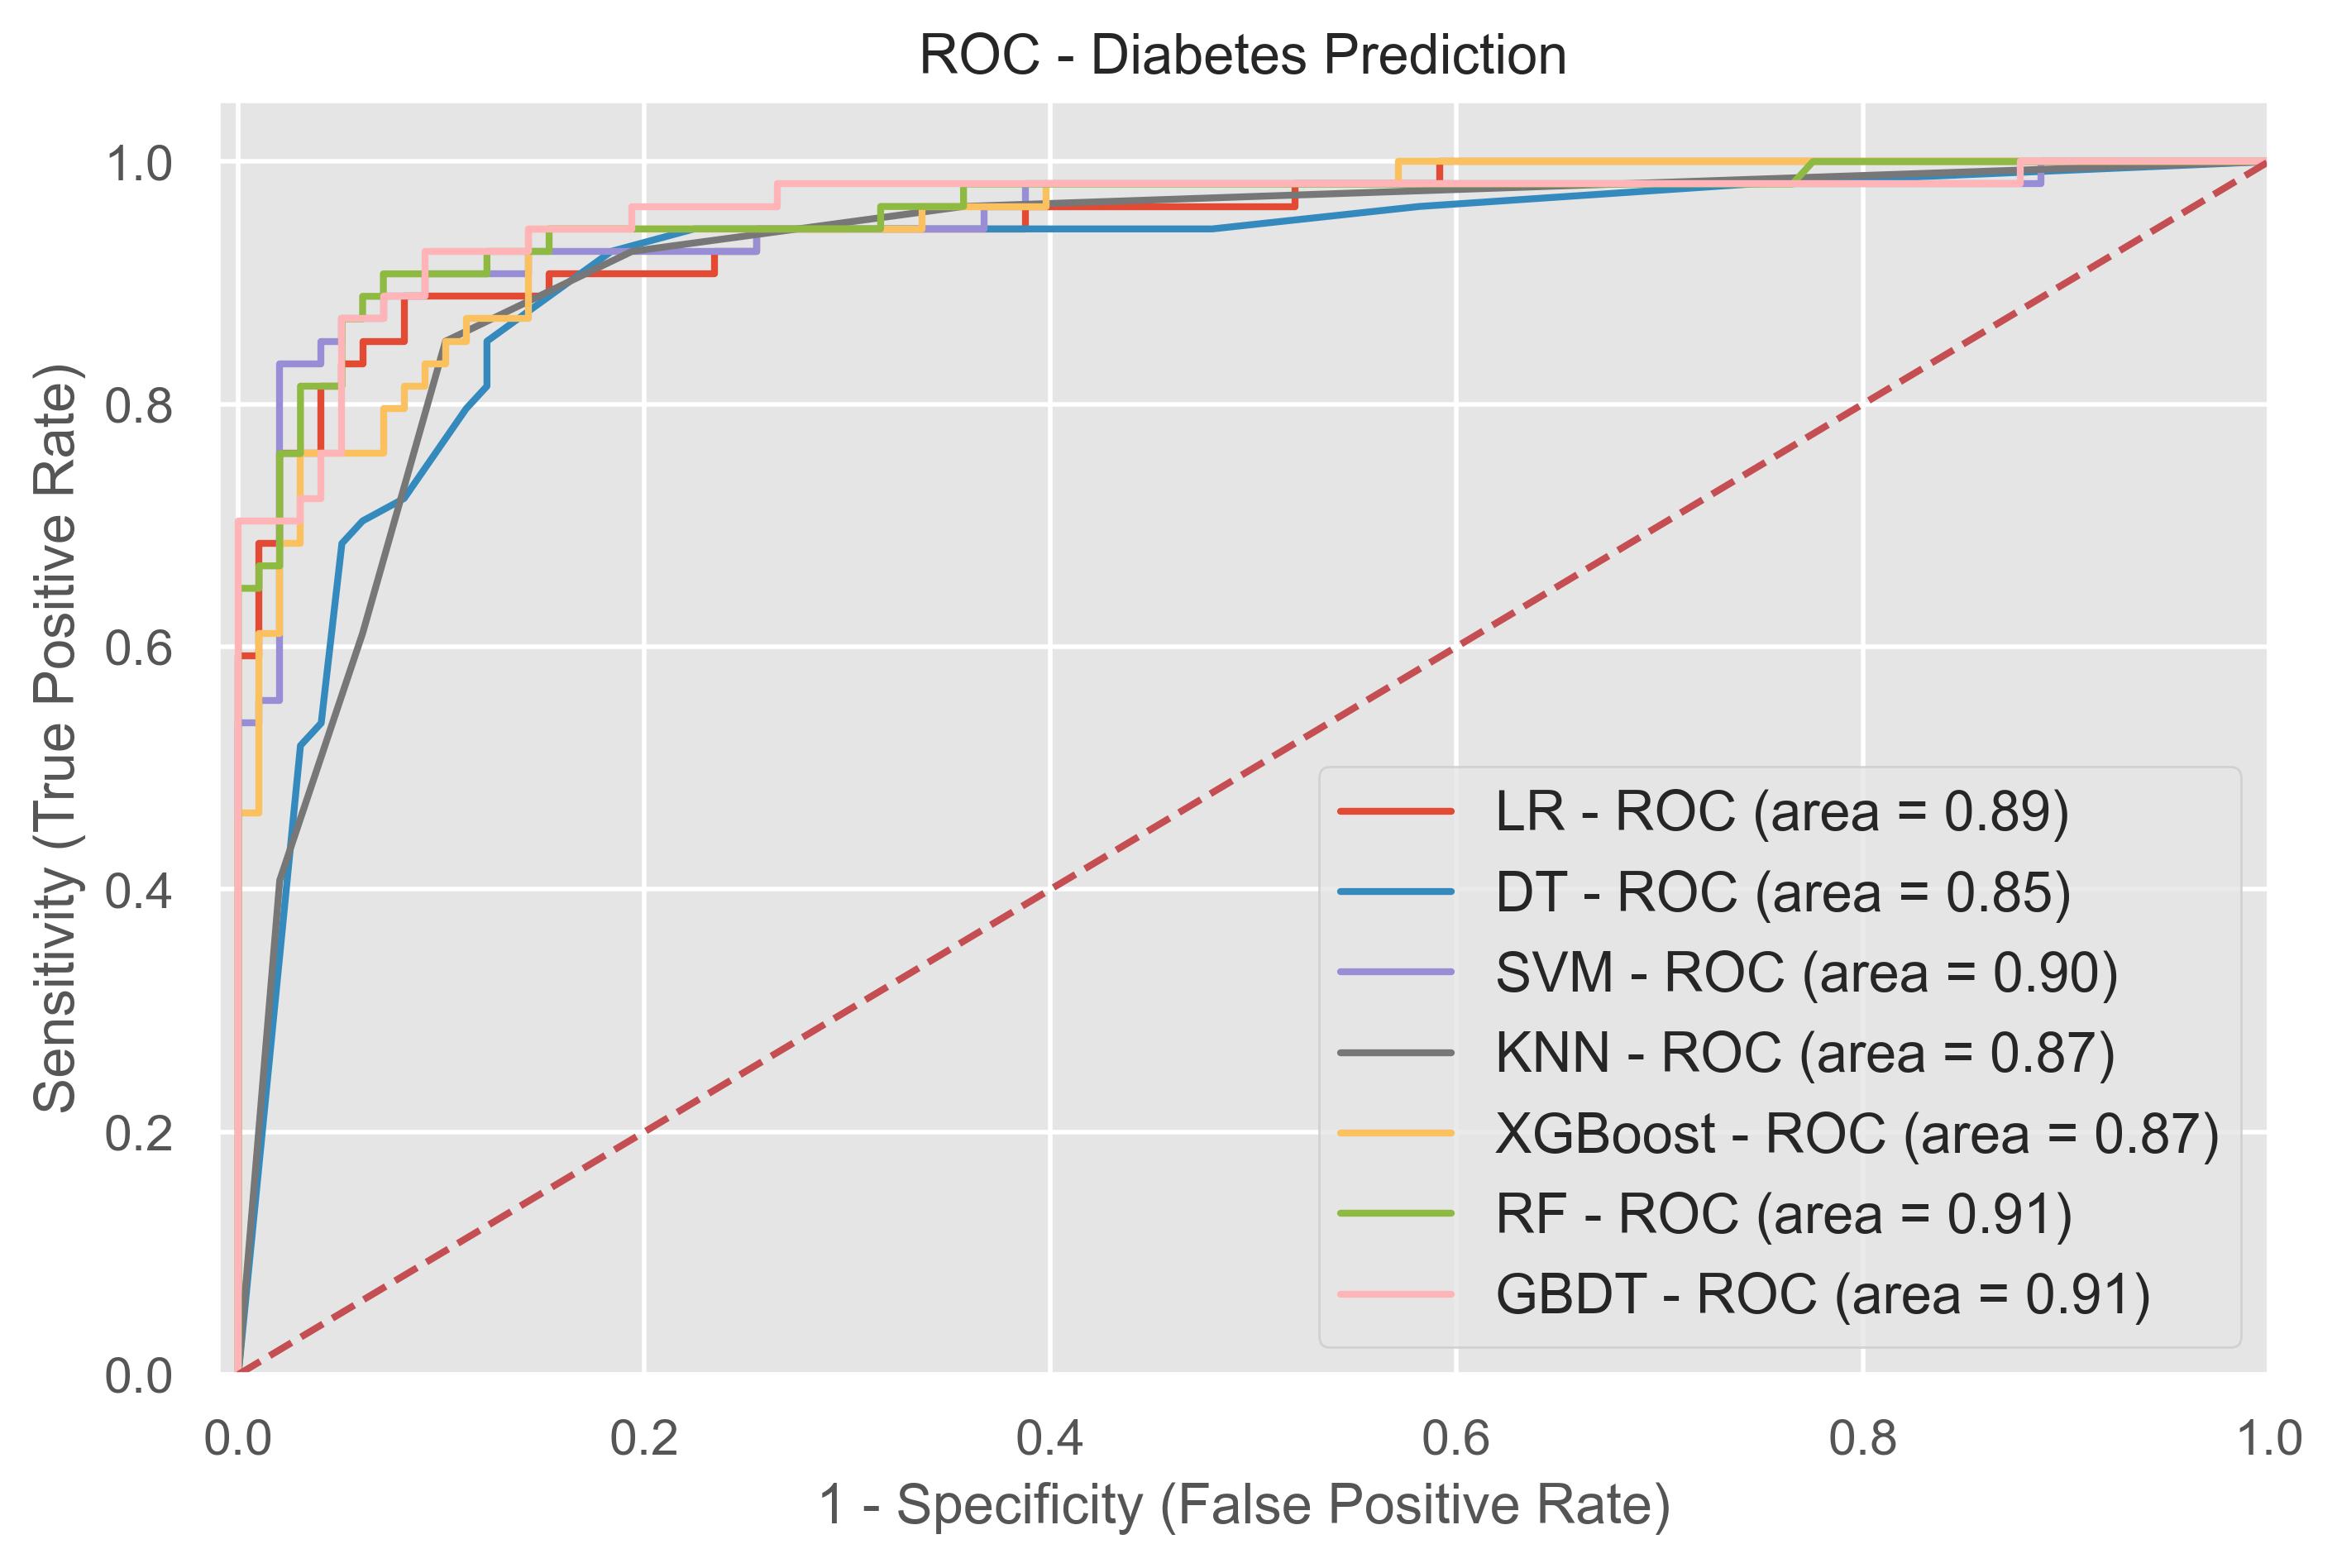 ROC - Diabetes Prediction
Sensitivity (True Positive Rate)
1.0
0.8
0.6
0.4
0.2
0.0
LR - ROC (area = 0.89)
DT - ROC (area = 0.85)
SVM - ROC (area = 0.90)
KNN - ROC (area = 0.87)
XGBoost - ROC (area = 0.87)
RF - ROC (area = 0.91)
GBDT - ROC (area = 0.91)
0.0 0.2 0.4 0.6 0.8 1.0
1 - Specificity (False Positive Rate)